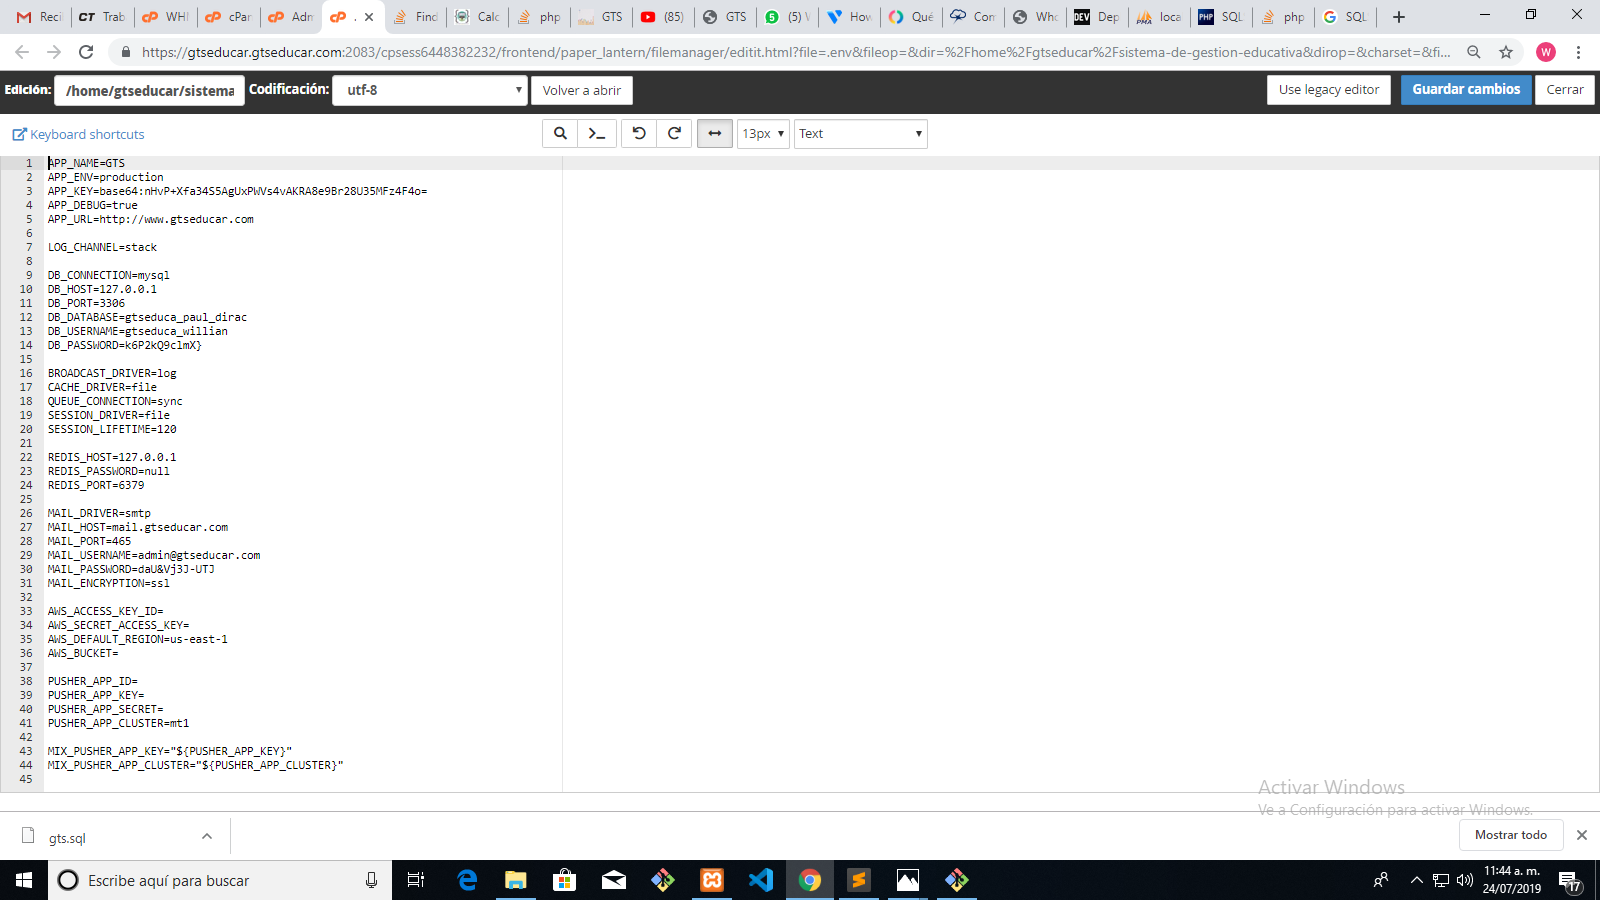 Reci
CT Trab
WHI
cPar
Adm
.
Find
Calc
php
GTS
(85)
GTS
(5) V
How
Qué
Con
Who
DEV Dep
loca
PHP SQL
php
SQL
https://gtseducar.gtseducar.com:2083/cpsess6448382232/frontend/paper_lantern/filemanager/editit.html?file=.env&fileop=&dir=%2Fhome%2Fgtseducar%2Fsistema-de-gestion-educativa&dirop=&charset=&fi...
W
Edición: /home/gtseducar/sistema Codificación: utf-8 Volver a abrir Use legacy editor Guardar cambios Cerrar
Keyboard shortcuts 13px Text
1 APP_NAME=GTS
2 APP_ENV=production
3 APP_KEY=base64:nHvP+Xfa34S5AgUxPWVs4vAKRA8e9Br28U35MFz4F4o=
4 APP_DEBUG=true
5 APP_URL=http://www.gtseducar.com
6
7 LOG_CHANNEL=stack
8
9 DB_CONNECTION=mysql
10 DB_HOST=127.0.0.1
11 DB_PORT=3306
12 DB_DATABASE=gtseduca_paul_dirac
13 DB_USERNAME=gtseduca_willian
14 DB_PASSWORD=k6P2kQ9clmX}
15
16 BROADCAST_DRIVER=log
17 CACHE_DRIVER=file
18 QUEUE_CONNECTION=sync
19 SESSION_DRIVER=file
20 SESSION_LIFETIME=120
21
22 REDIS_HOST=127.0.0.1
23 REDIS_PASSWORD=null
24 REDIS_PORT=6379
25
26 MAIL_DRIVER=smtp
27 MAIL_HOST=mail.gtseducar.com
28 MAIL_PORT=465
29 MAIL_USERNAME=admin@gtseducar.com
30 MAIL_PASSWORD=daU&Vj3J-UTJ
31 MAIL_ENCRYPTION=ssl
32
33 AWS_ACCESS_KEY_ID=
34 AWS_SECRET_ACCESS_KEY=
35 AWS_DEFAULT_REGION=us-east-1
36 AWS_BUCKET=
37
38 PUSHER_APP_ID=
39 PUSHER_APP_KEY=
40 PUSHER_APP_SECRET=
41 PUSHER_APP_CLUSTER=mt1
42
43 MIX_PUSHER_APP_KEY="${PUSHER_APP_KEY}"
44 MIX_PUSHER_APP_CLUSTER="${PUSHER_APP_CLUSTER}"
45
Activar Windows
Ve a Configuración para activar Windows.
gts.sql
Mostrar todo
Escribe aquí para buscar
11:44 a. m.
24/07/2019
17